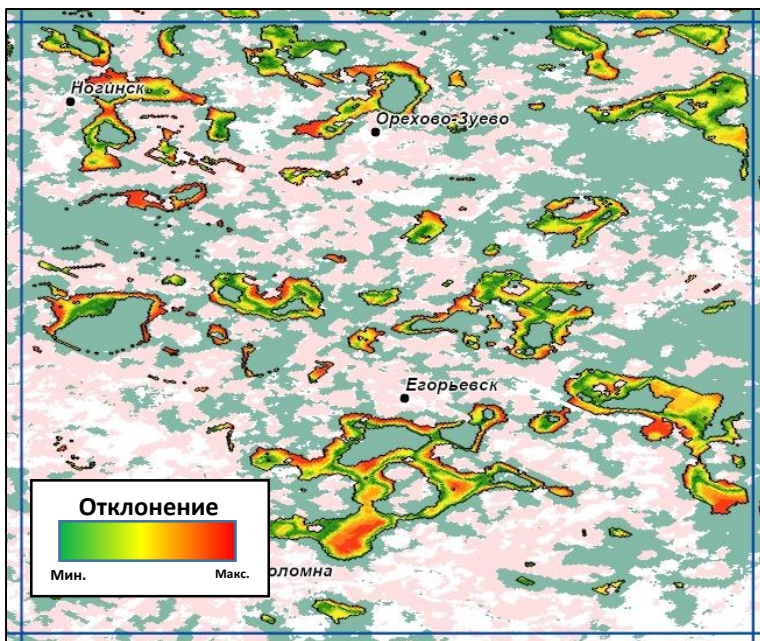 Ногинск
Орехово-Зуево
Егорьевск
Отклонение
Мин. Макс.
оломна